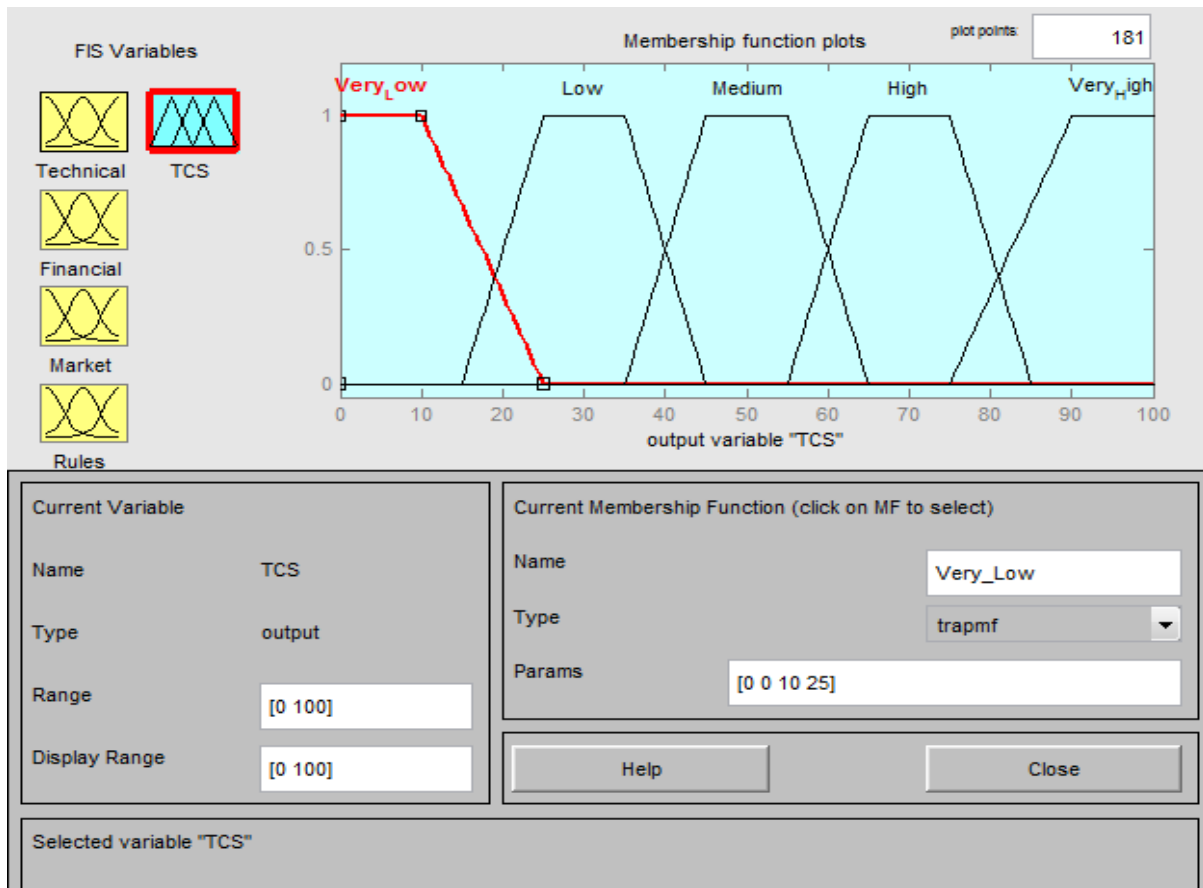 FIS Variables
Membership function plots
plot points:
181
Technical
TCS
Financial
Market
Rules
Very_Low
Low
Medium
High
Very_High
1
0.5
0
0 10 20 30 40 50 60 70 80 90 100
output variable "TCS"
Current Variable
Name TCS
Type output
Range [0 100]
Display Range [0 100]
Current Membership Function (click on MF to select)
Name Very_Low
Type trapmf
Params [0 0 10 25]
Help
Close
Selected variable "TCS"